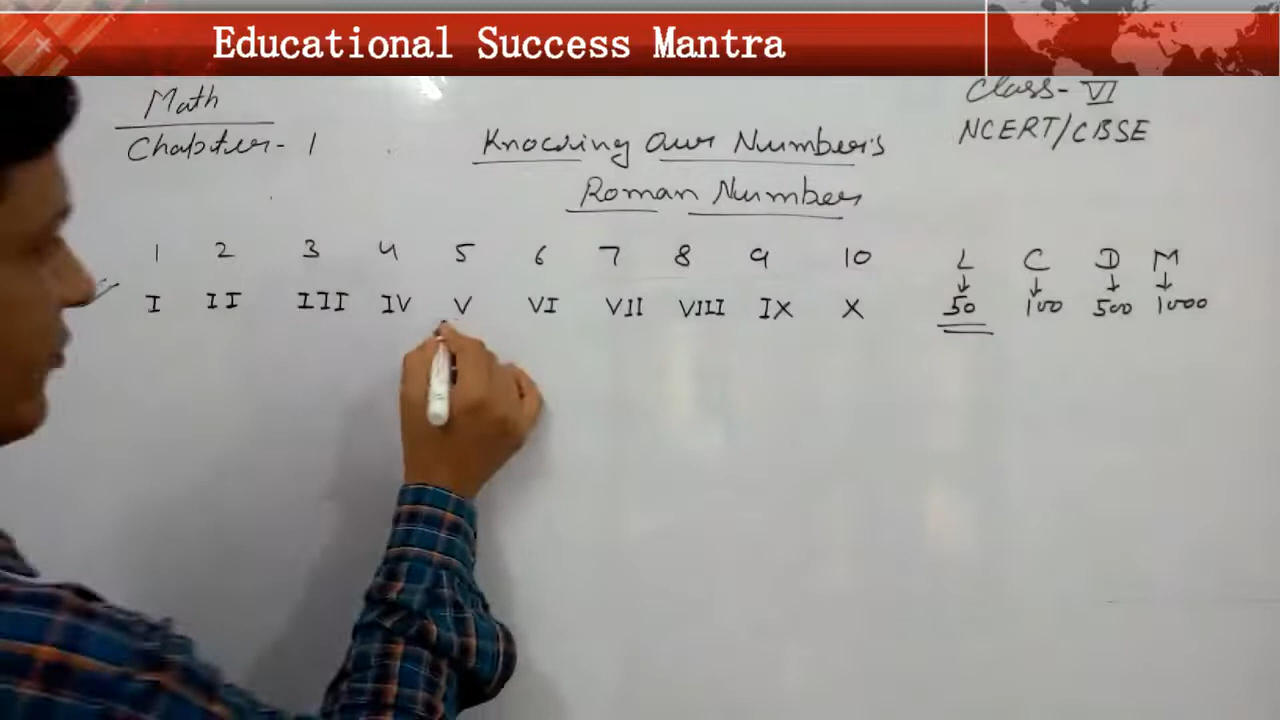 Educational Success Mantra
Math
Class-VI
Chapter-1
Knowing Our Numbers
NCERT/CBSE
Roman Numbers
1 2 3 4 5 6 7 8 9 10 L C D M
I II III IV V VI VII VIII IX X 50 100 500 1000